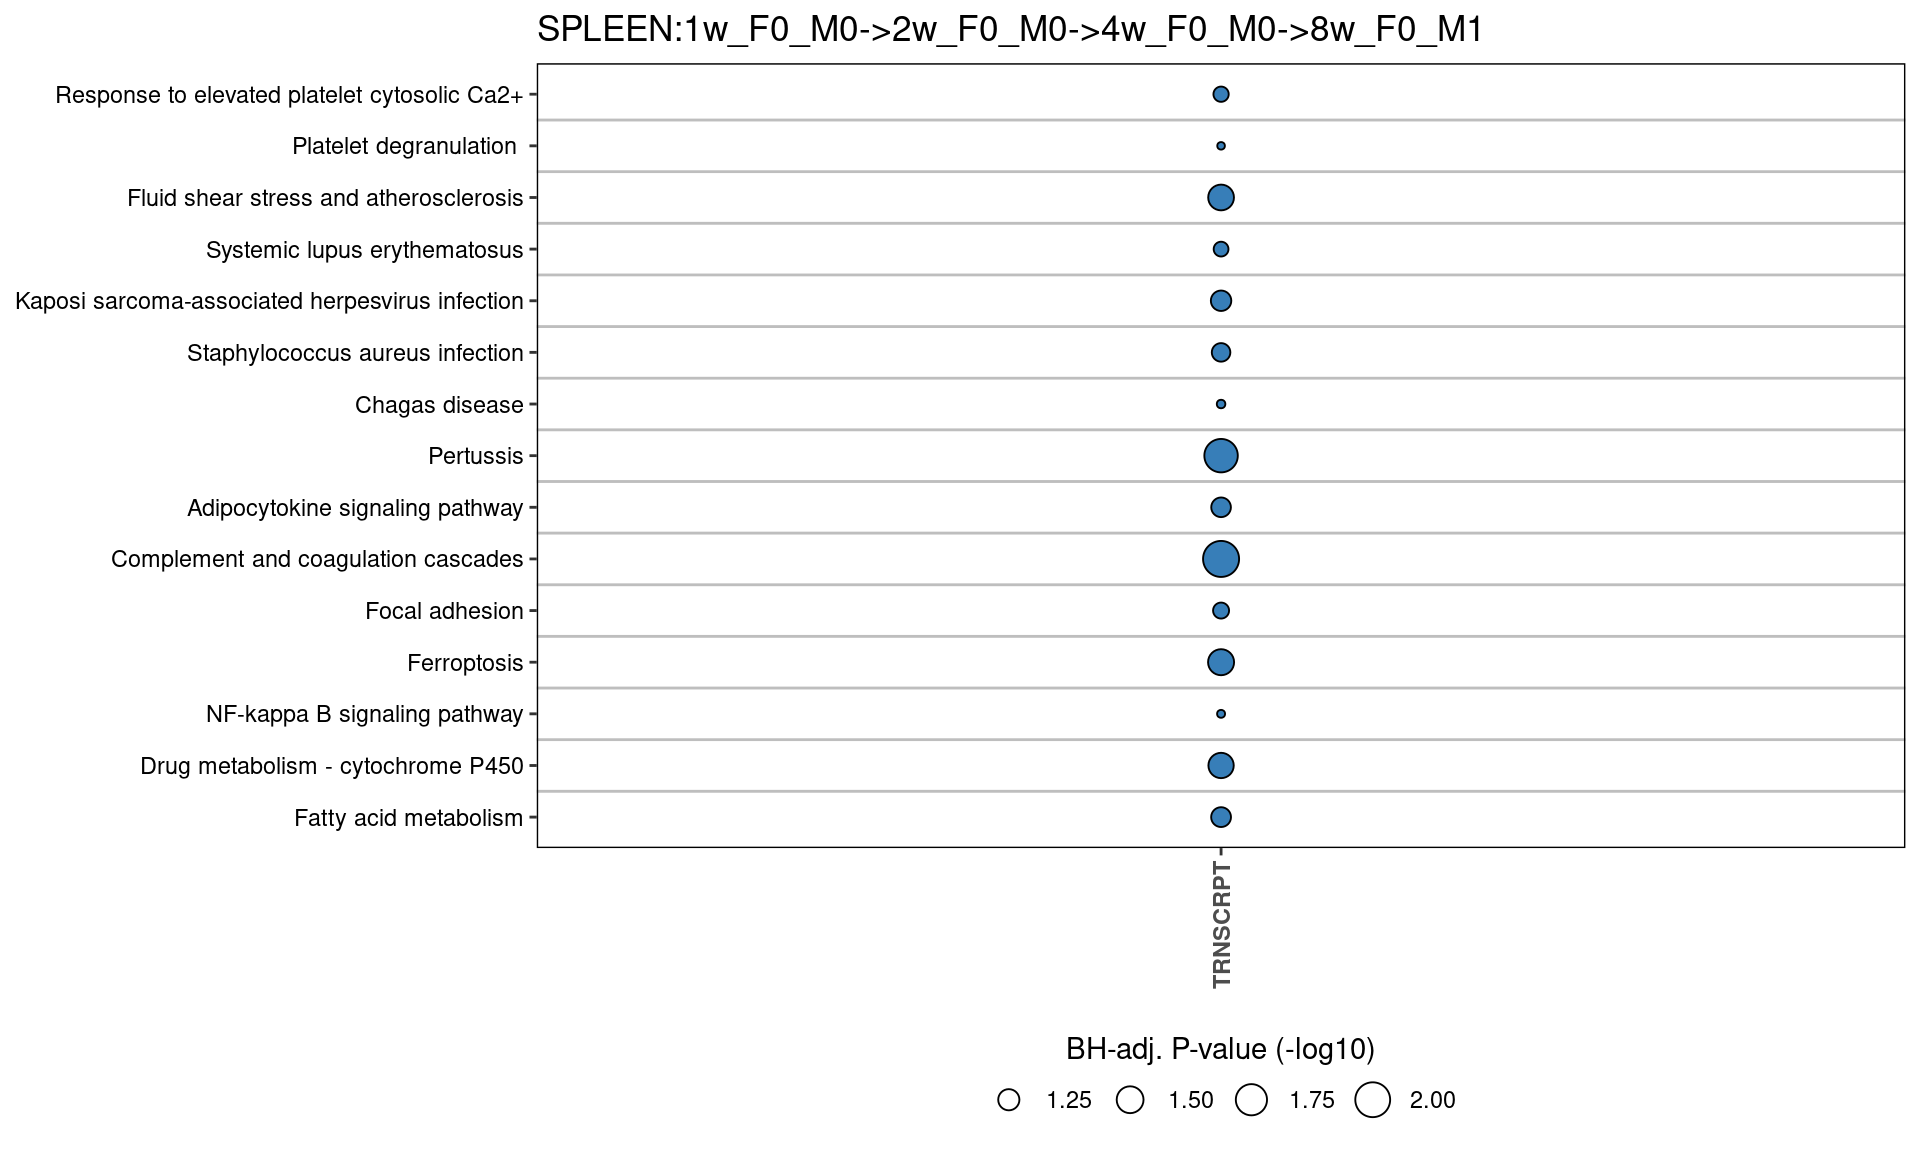 SPLEEN:1w_F0_M0->2w_F0_M0->4w_F0_M0->8w_F0_M1
Response to elevated platelet cytosolic Ca2+
Platelet degranulation
Fluid shear stress and atherosclerosis
Systemic lupus erythematosus
Kaposi sarcoma-associated herpesvirus infection
Staphylococcus aureus infection
Chagas disease
Pertussis
Adipocytokine signaling pathway
Complement and coagulation cascades
Focal adhesion
Ferroptosis
NF-kappa B signaling pathway
Drug metabolism - cytochrome P450
Fatty acid metabolism
TRNSCRPT
BH-adj. P-value (-log10)
1.25 1.50 1.75 2.00